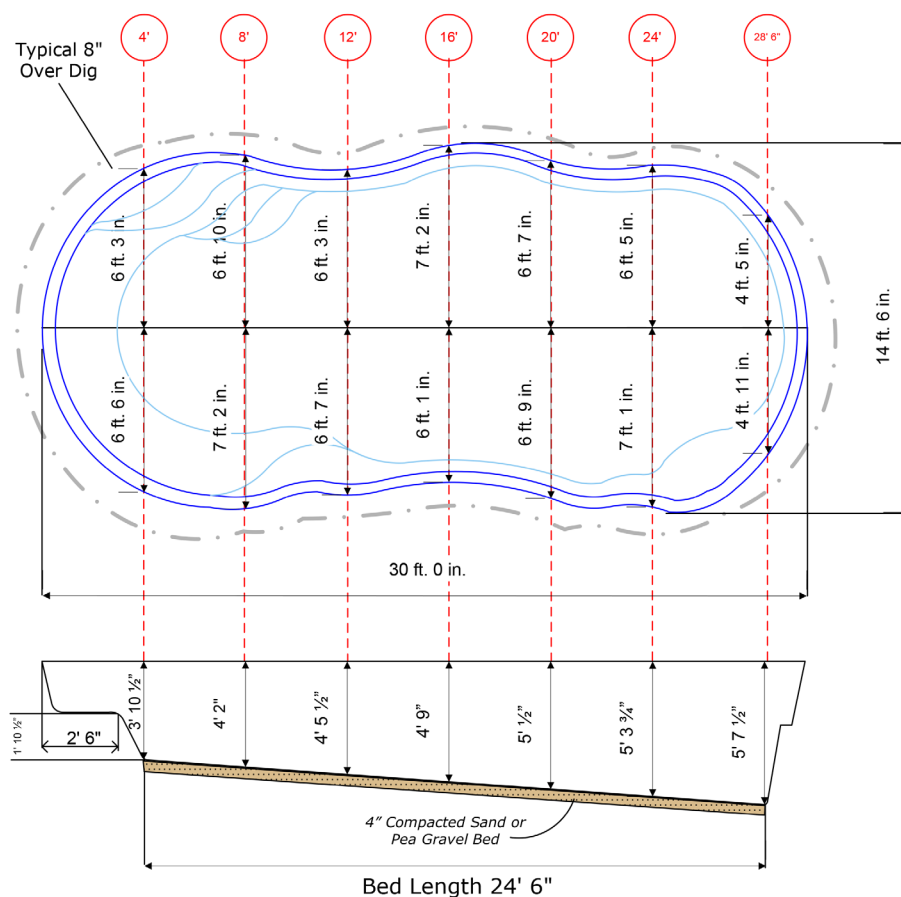 4'
8'
12'
16'
20'
24'
28' 6"
Typical 8"
Over Dig
6 ft. 3 in.
6 ft. 10 in.
6 ft. 3 in.
7 ft. 2 in.
6 ft. 7 in.
6 ft. 5 in.
4 ft. 5 in.
14 ft. 6 in.
6 ft. 6 in.
7 ft. 2 in.
6 ft. 7 in.
6 ft. 1 in.
6 ft. 9 in.
7 ft. 1 in.
4 ft. 11 in.
30 ft. 0 in.
1' 10 ½"
2' 6"
3' 10 ½"
4' 2"
4' 5 ½"
4' 9"
5' ½"
5' 3 ¾"
5' 7 ½"
4" Compacted Sand or
Pea Gravel Bed
Bed Length 24' 6"